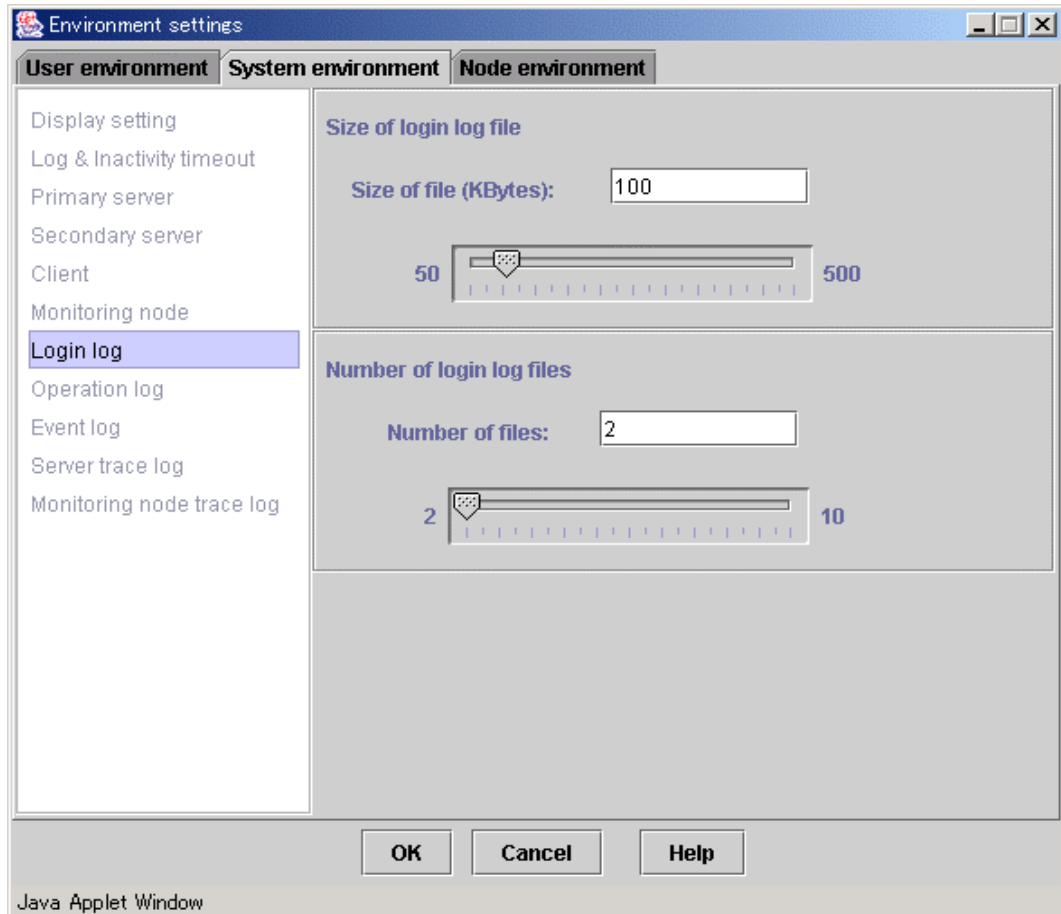 Environment settings
User environment System environment Node environment
Display setting
Log & Inactivity timeout
Primary server
Secondary server
Client
Monitoring node
Login log
Operation log
Event log
Server trace log
Monitoring node trace log
Size of login log file
Size of file (KBytes): 100
50 500
Number of login log files
Number of files: 2
2 10
OK Cancel Help
Java Applet Window